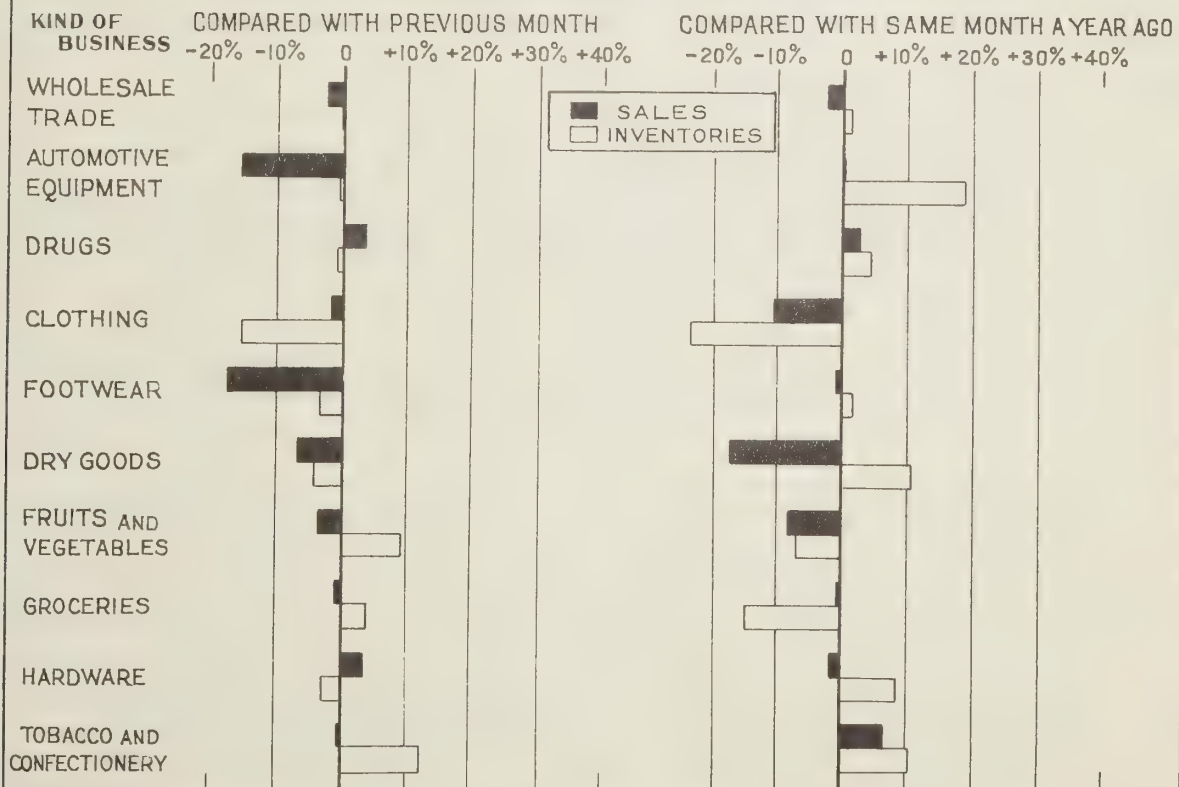 KIND OF BUSINESS
COMPARED WITH PREVIOUS MONTH
-20% -10% 0 +10% +20% +30% +40%
COMPARED WITH SAME MONTH A YEAR AGO
-20% -10% 0 +10% +20% +30% +40%
SALES
INVENTORIES
WHOLESALE
TRADE
AUTOMOTIVE
EQUIPMENT
DRUGS
CLOTHING
FOOTWEAR
DRY GOODS
FRUITS AND
VEGETABLES
GROCERIES
HARDWARE
TOBACCO AND
CONFECTIONERY